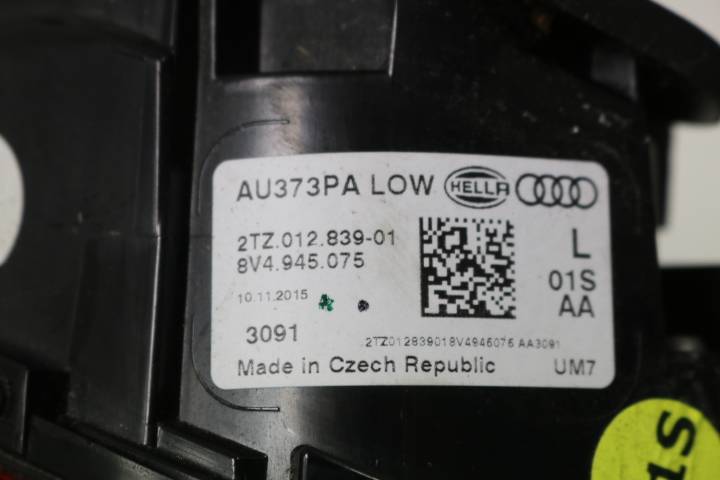 AU373PA LOW HELLA
2TZ.012.839-01
8V4.945.075
L
10.11.2015
01S
AA
3091
2TZ012839018V4945075 AA3091
Made in Czech Republic
UM7